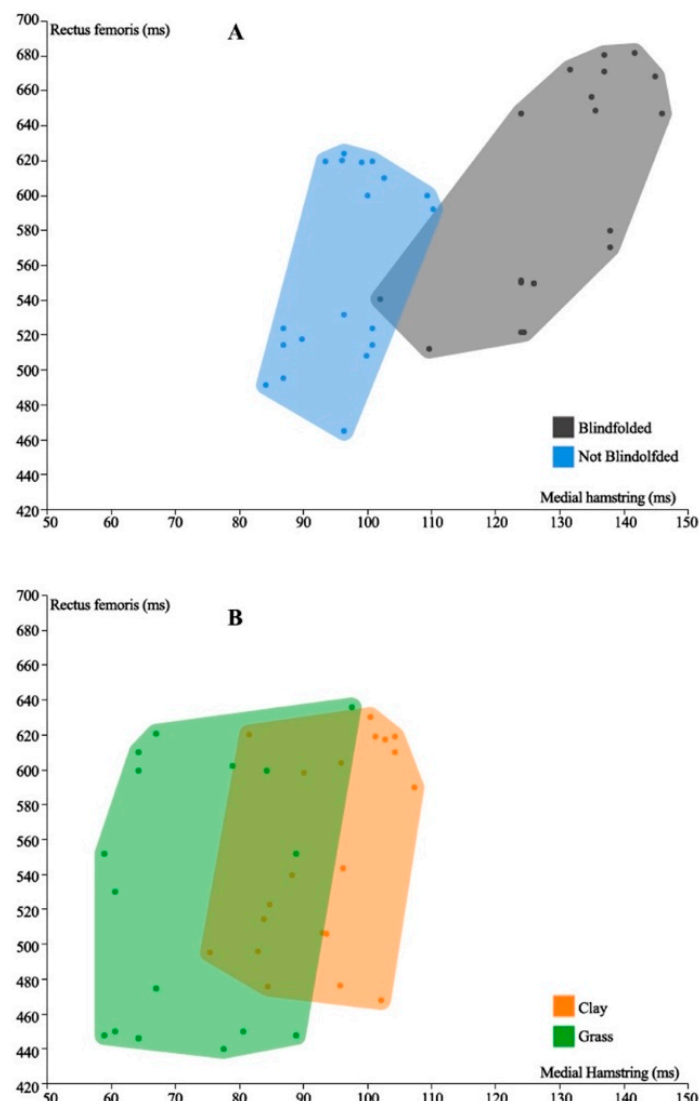 700
Rectus femoris (ms)
A
680
660
640
620
600
580
560
540
520
500
480
460
440
420
Blindfolded
Not Blindolfded
Medial hamstring (ms)
50 60 70 80 90 100 110 120 130 140 150
700
Rectus femoris (ms)
B
680
660
640
620
600
580
560
540
520
500
480
460
440
420
Clay
Grass
Medial Hamstring (ms)
50 60 70 80 90 100 110 120 130 140 150